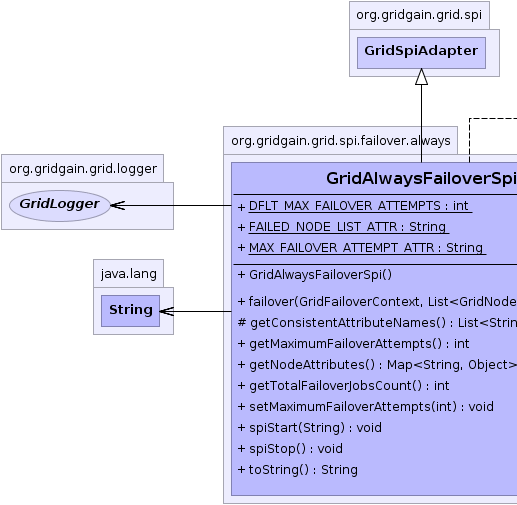 org.gridgain.grid.spi
GridSpiAdapter
org.gridgain.grid.spi.failover.always
GridAlwaysFailoverSpi
org.gridgain.grid.logger
GridLogger
+ DFLT_MAX_FAILOVER_ATTEMPTS : int
+ FAILED_NODE_LIST_ATTR : String
+ MAX_FAILOVER_ATTEMPT_ATTR : String
java.lang
String
+ GridAlwaysFailoverSpi()
+ failover(GridFailoverContext, List<GridNode
# getConsistentAttributeNames() : List<Strin
+ getMaximumFailoverAttempts() : int
+ getNodeAttributes() : Map<String, Object>
+ getTotalFailoverJobsCount() : int
+ setMaximumFailoverAttempts(int) : void
+ spiStart(String) : void
+ spiStop() : void
+ toString() : String